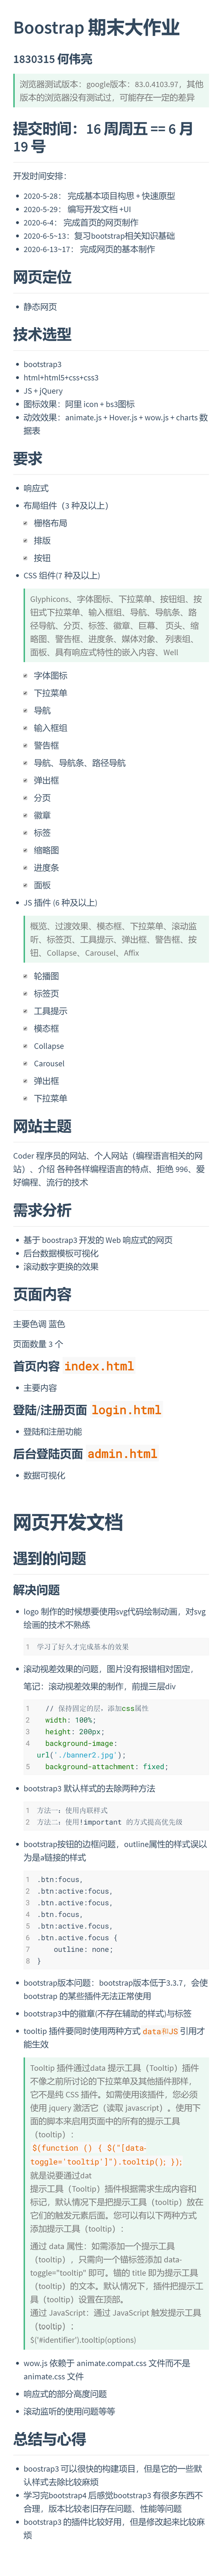 Boostrap 期末大作业
1830315 何伟亮
浏览器测试版本：google版本：83.0.4103.97，其他
版本的浏览器没有测试过，可能存在一定的差异
提交时间：16 周周五 == 6 月
19 号
开发时间安排：
2020-5-28： 完成基本项目构思 + 快速原型
2020-5-29： 编写开发文档 +UI
2020-6-4： 完成首页的网页制作
2020-6-5~13：复习bootstrap相关知识基础
2020-6-13~17： 完成网页的基本制作
网页定位
静态网页
技术选型
bootstrap3
html+html5+css+css3
JS + jQuery
图标效果：阿里 icon + bs3图标
动效效果：animate.js + Hover.js + wow.js + charts 数
据表
要求
响应式
布局组件（3 种及以上）
栅格布局
排版
按钮
CSS 组件(7 种及以上)
Glyphicons、字体图标、下拉菜单、按钮组、按
钮式下拉菜单、输入框组、导航、导航条、路
径导航、分页、标签、徽章、巨幕、 页头、缩
略图、警告框、进度条、媒体对象、 列表组、
面板、具有响应式特性的嵌入内容、Well
字体图标
下拉菜单
导航
输入框组
警告框
导航、导航条、路径导航
弹出框
分页
徽章
标签
缩略图
进度条
面板
JS 插件 (6 种及以上)
概览、过渡效果、模态框、下拉菜单、滚动监
听、标签页、工具提示、弹出框、警告框、按
钮、Collapse、Carousel、Affix
轮播图
标签页
工具提示
模态框
Collapse
Carousel
弹出框
下拉菜单
网站主题
Coder 程序员的网站、个人网站（编程语言相关的网
站）、介绍 各种各样编程语言的特点，拒绝 996、爱
好编程、流行的技术
需求分析
基于 boostrap3 开发的 Web 响应式的网页
后台数据模板可视化
滚动数字更换的效果
页面内容
主要色调 蓝色
页面数量 3 个
首页内容 index.html
主要内容
登陆/注册页面 login.html
登陆和注册功能
后台登陆页面 admin.html
数据可视化
网页开发文档
遇到的问题
解决问题
logo 制作的时候想要使用svg代码绘制动画，对svg
绘画的技术不熟练
1 学习了好久才完成基本的效果
滚动视差效果的问题，图片没有报错相对固定，
笔记：滚动视差效果的制作，前提三层div
1 // 保持固定的层，添加css属性
2 width: 100%;
3 height: 200px;
4 background-image:
url('./banner2.jpg');
5 background-attachment: fixed;
bootstrap3 默认样式的去除两种方法
1 方法一：使用内联样式
2 方法二：使用!important 的方式提高优先级
bootstrap按钮的边框问题，outline属性的样式误以
为是a链接的样式
1 .btn:focus,
2 .btn:active:focus,
3 .btn.active:focus,
4 .btn.focus,
5 .btn:active.focus,
6 .btn.active.focus {
7 outline: none;
8 }
bootstrap版本问题：bootstrap版本低于3.3.7，会使
bootstrap 的某些插件无法正常使用
bootstrap3中的徽章(不存在辅助的样式)与标签
tooltip 插件要同时使用两种方式 data和JS 引用才
能生效
Tooltip 插件通过data 提示工具（Tooltip）插件
不像之前所讨论的下拉菜单及其他插件那样，
它不是纯 CSS 插件。如需使用该插件，您必须
使用 jquery 激活它（读取 javascript）。使用下
面的脚本来启用页面中的所有的提示工具
（tooltip）：
$(function () { $("[data-
toggle='tooltip']").tooltip(); });
就是说要通过dat
提示工具（Tooltip）插件根据需求生成内容和
标记，默认情况下是把提示工具（tooltip）放在
它们的触发元素后面。您可以有以下两种方式
添加提示工具（tooltip）：
通过 data 属性：如需添加一个提示工具
（tooltip），只需向一个锚标签添加 data-
toggle="tooltip" 即可。锚的 title 即为提示工具
（tooltip）的文本。默认情况下，插件把提示工
具（tooltip）设置在顶部。
通过 JavaScript：通过 JavaScript 触发提示工具
（tooltip）：
$('#identifier').tooltip(options)
wow.js 依赖于 animate.compat.css 文件而不是
animate.css 文件
响应式的部分高度问题
滚动监听的使用问题等等
总结与心得
boostrap3 可以很快的构建项目，但是它的一些默
认样式去除比较麻烦
学习完bootstrap4 后感觉bootstrap3 有很多东西不
合理，版本比较老旧存在问题、性能等问题
bootstrap3 的插件比较好用，但是修改起来比较麻
烦